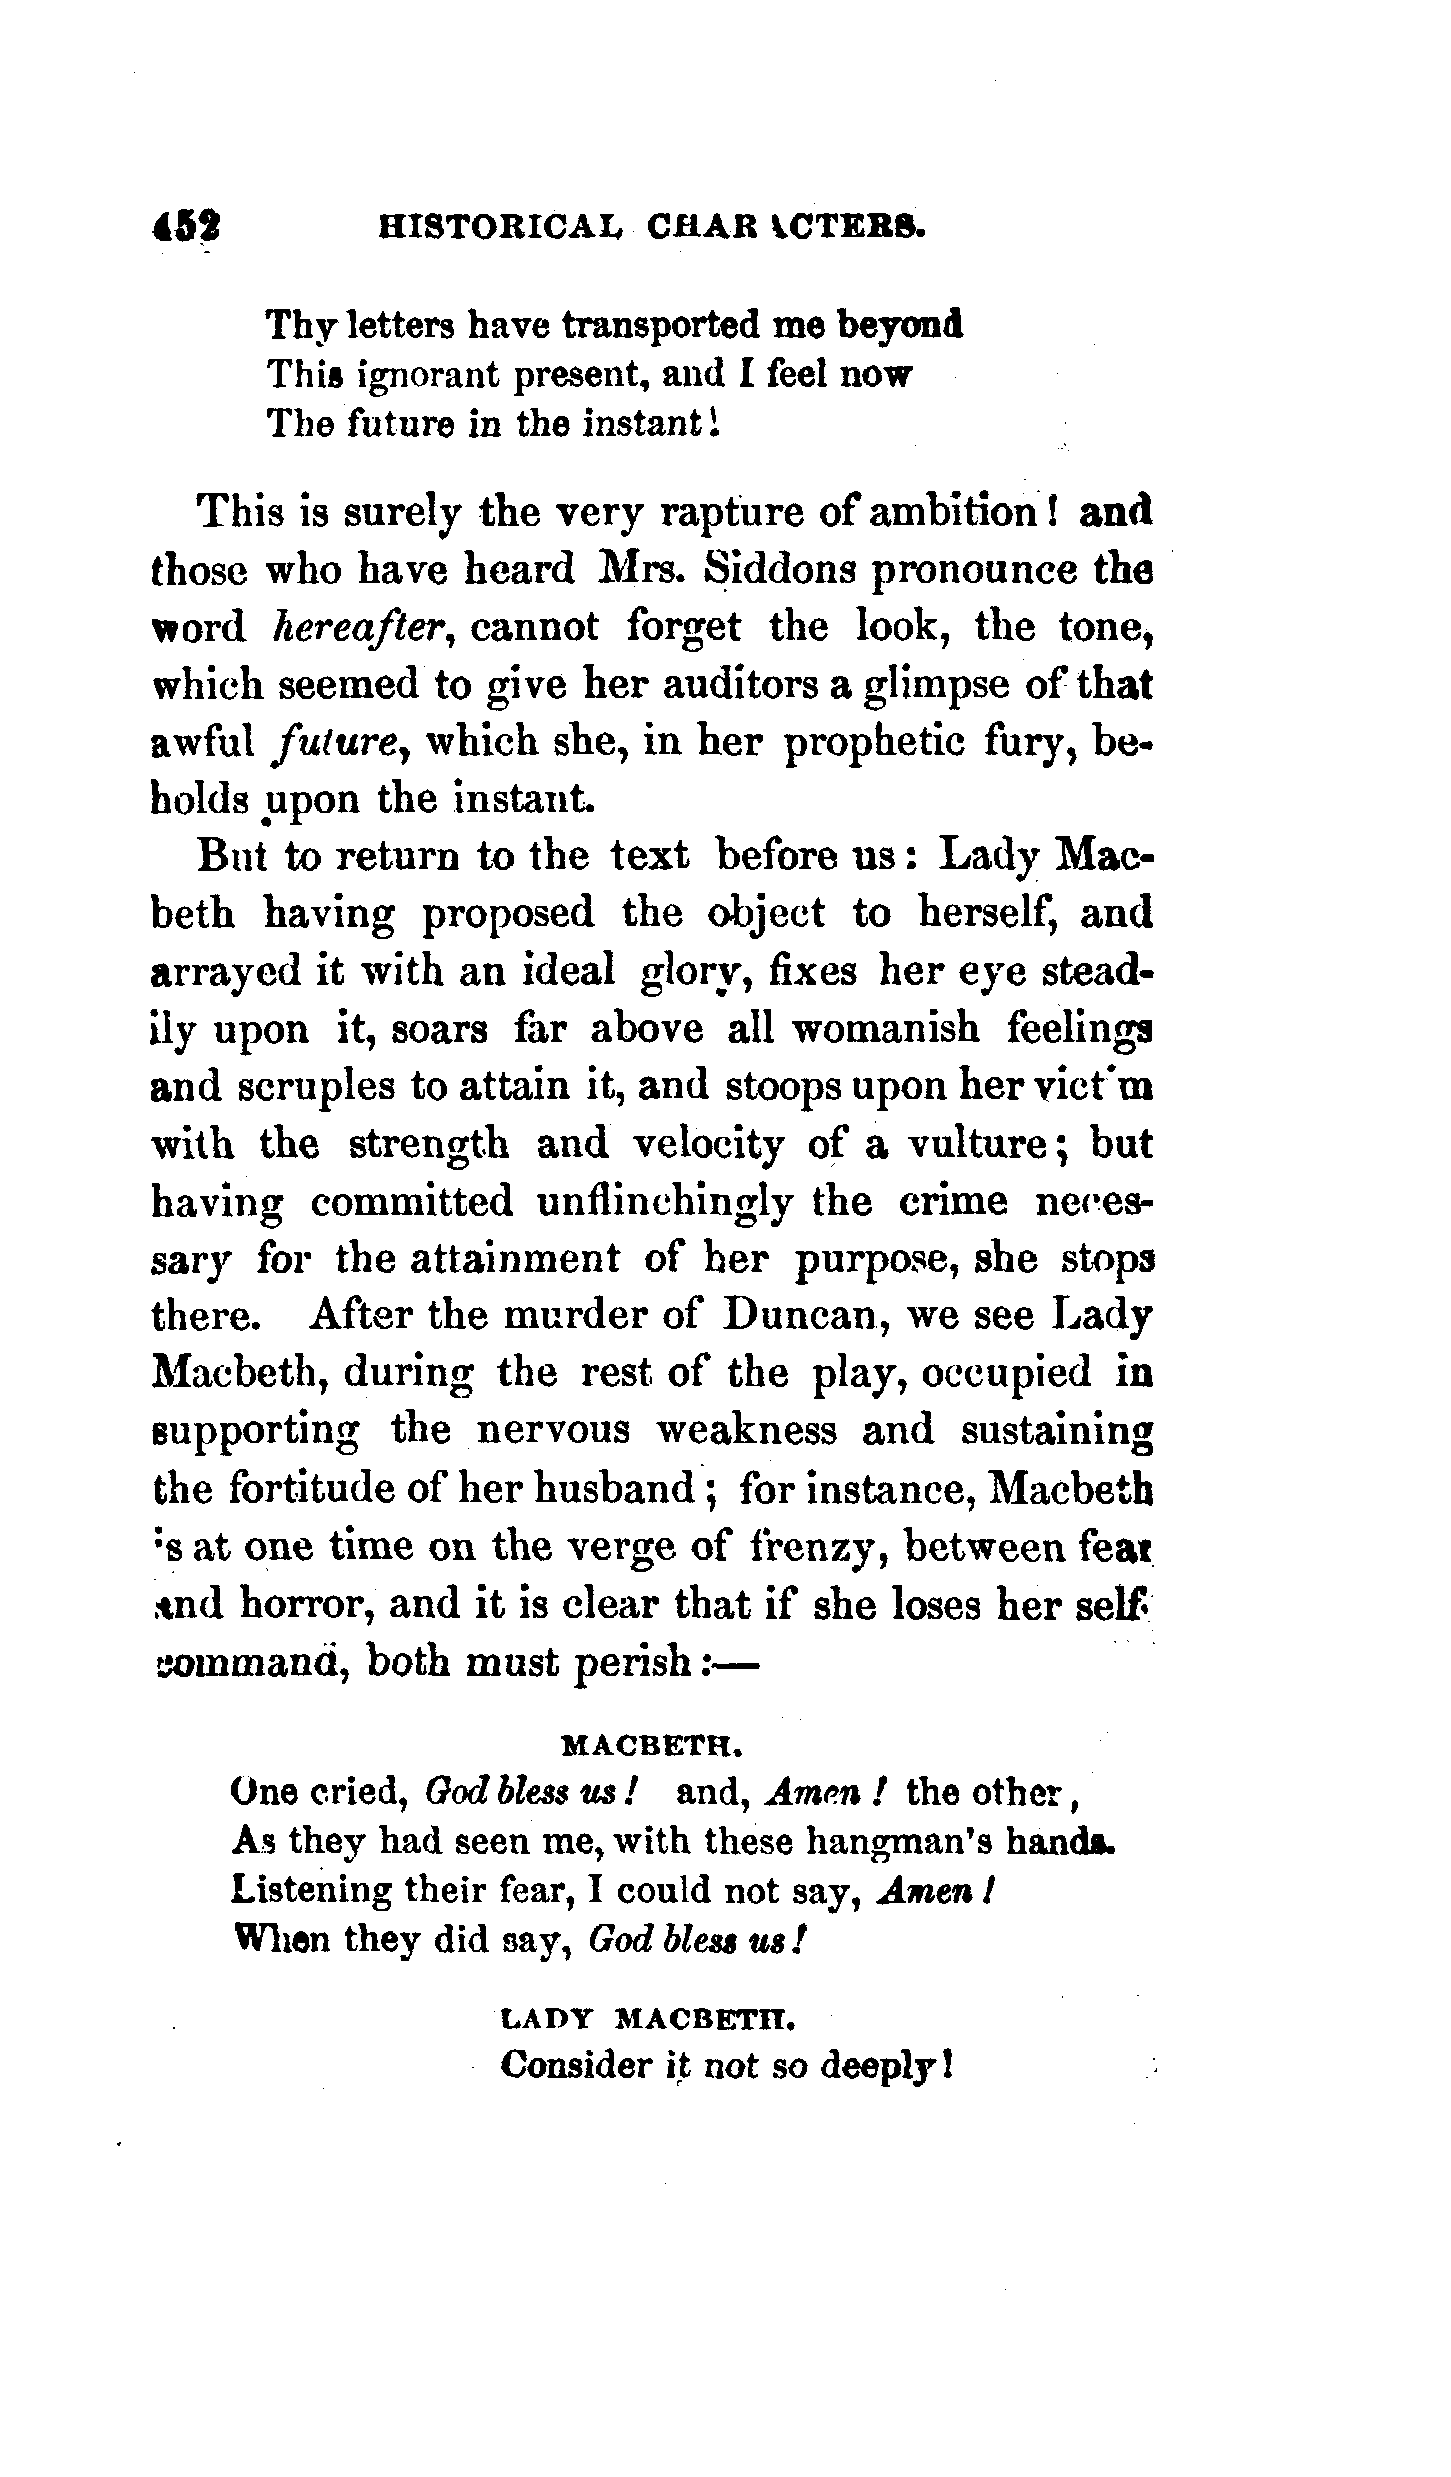 452 HISTORICAL CHARACTERS.
Thy letters have transported me beyond
This ignorant present, and I feel now
The future in the instant!
This is surely the very rapture of ambition! and
those who have heard Mrs. Siddons pronounce the
word hereafter, cannot forget the look, the tone,
which seemed to give her auditors a glimpse of that
awful future, which she, in her prophetic fury, be-
holds upon the instant.
But to return to the text before us: Lady Mac-
beth having proposed the object to herself, and
arrayed it with an ideal glory, fixes her eye stead-
ily upon it, soars far above all womanish feelings
and scruples to attain it, and stoops upon her victim
with the strength and velocity of a vulture; but
having committed unflinchingly the crime neces-
sary for the attainment of her purpose, she stops
there. After the murder of Duncan, we see Lady
Macbeth, during the rest of the play, occupied in
supporting the nervous weakness and sustaining
the fortitude of her husband; for instance, Macbeth
is at one time on the verge of frenzy, between fear
and horror, and it is clear that if she loses her self-
command, both must perish:—
MACBETH.
One cried, God bless us! and, Amen! the other,
As they had seen me, with these hangman's hands.
Listening their fear, I could not say, Amen!
When they did say, God bless us!
LADY MACBETH.
Consider it not so deeply!